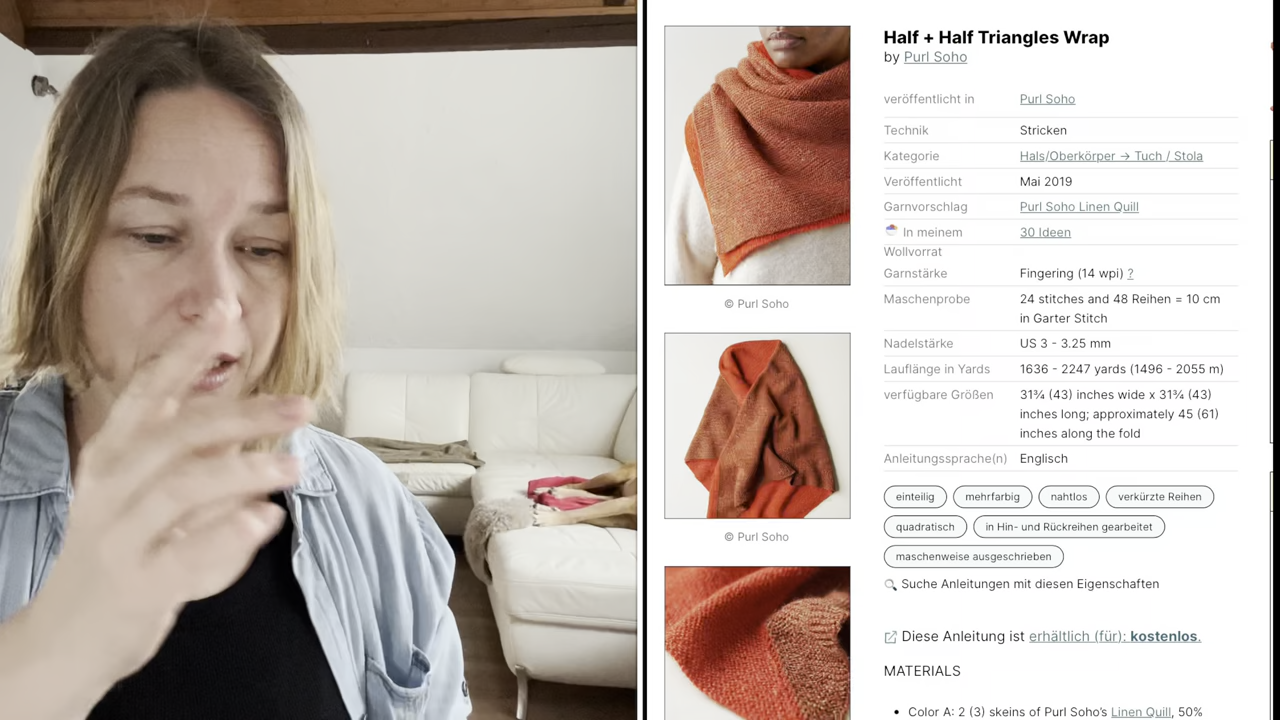 Half + Half Triangles Wrap
by Purl Soho
veröffentlicht in Purl Soho
Technik Stricken
Kategorie Hals/Oberkörper → Tuch / Stola
Veröffentlicht Mai 2019
Garnvorschlag Purl Soho Linen Quill
In meinem Wollvorrat 30 Ideen
Garnstärke Fingering (14 wpi) ?
Maschenprobe 24 stitches and 48 Reihen = 10 cm
in Garter Stitch
Nadelstärke US 3 - 3.25 mm
Lauflänge in Yards 1636 - 2247 yards (1496 - 2055 m)
verfügbare Größen 31¾ (43) inches wide x 31¾ (43)
inches long; approximately 45 (61)
inches along the fold
Anleitungssprache(n) Englisch
einteilig mehrfarbig nahtlos verkürzte Reihen
quadratisch in Hin- und Rückreihen gearbeitet
maschenweise ausgeschrieben
Suche Anleitungen mit diesen Eigenschaften
Diese Anleitung ist erhältlich (für): kostenlos.
MATERIALS
• Color A: 2 (3) skeins of Purl Soho’s Linen Quill, 50%
© Purl Soho
© Purl Soho